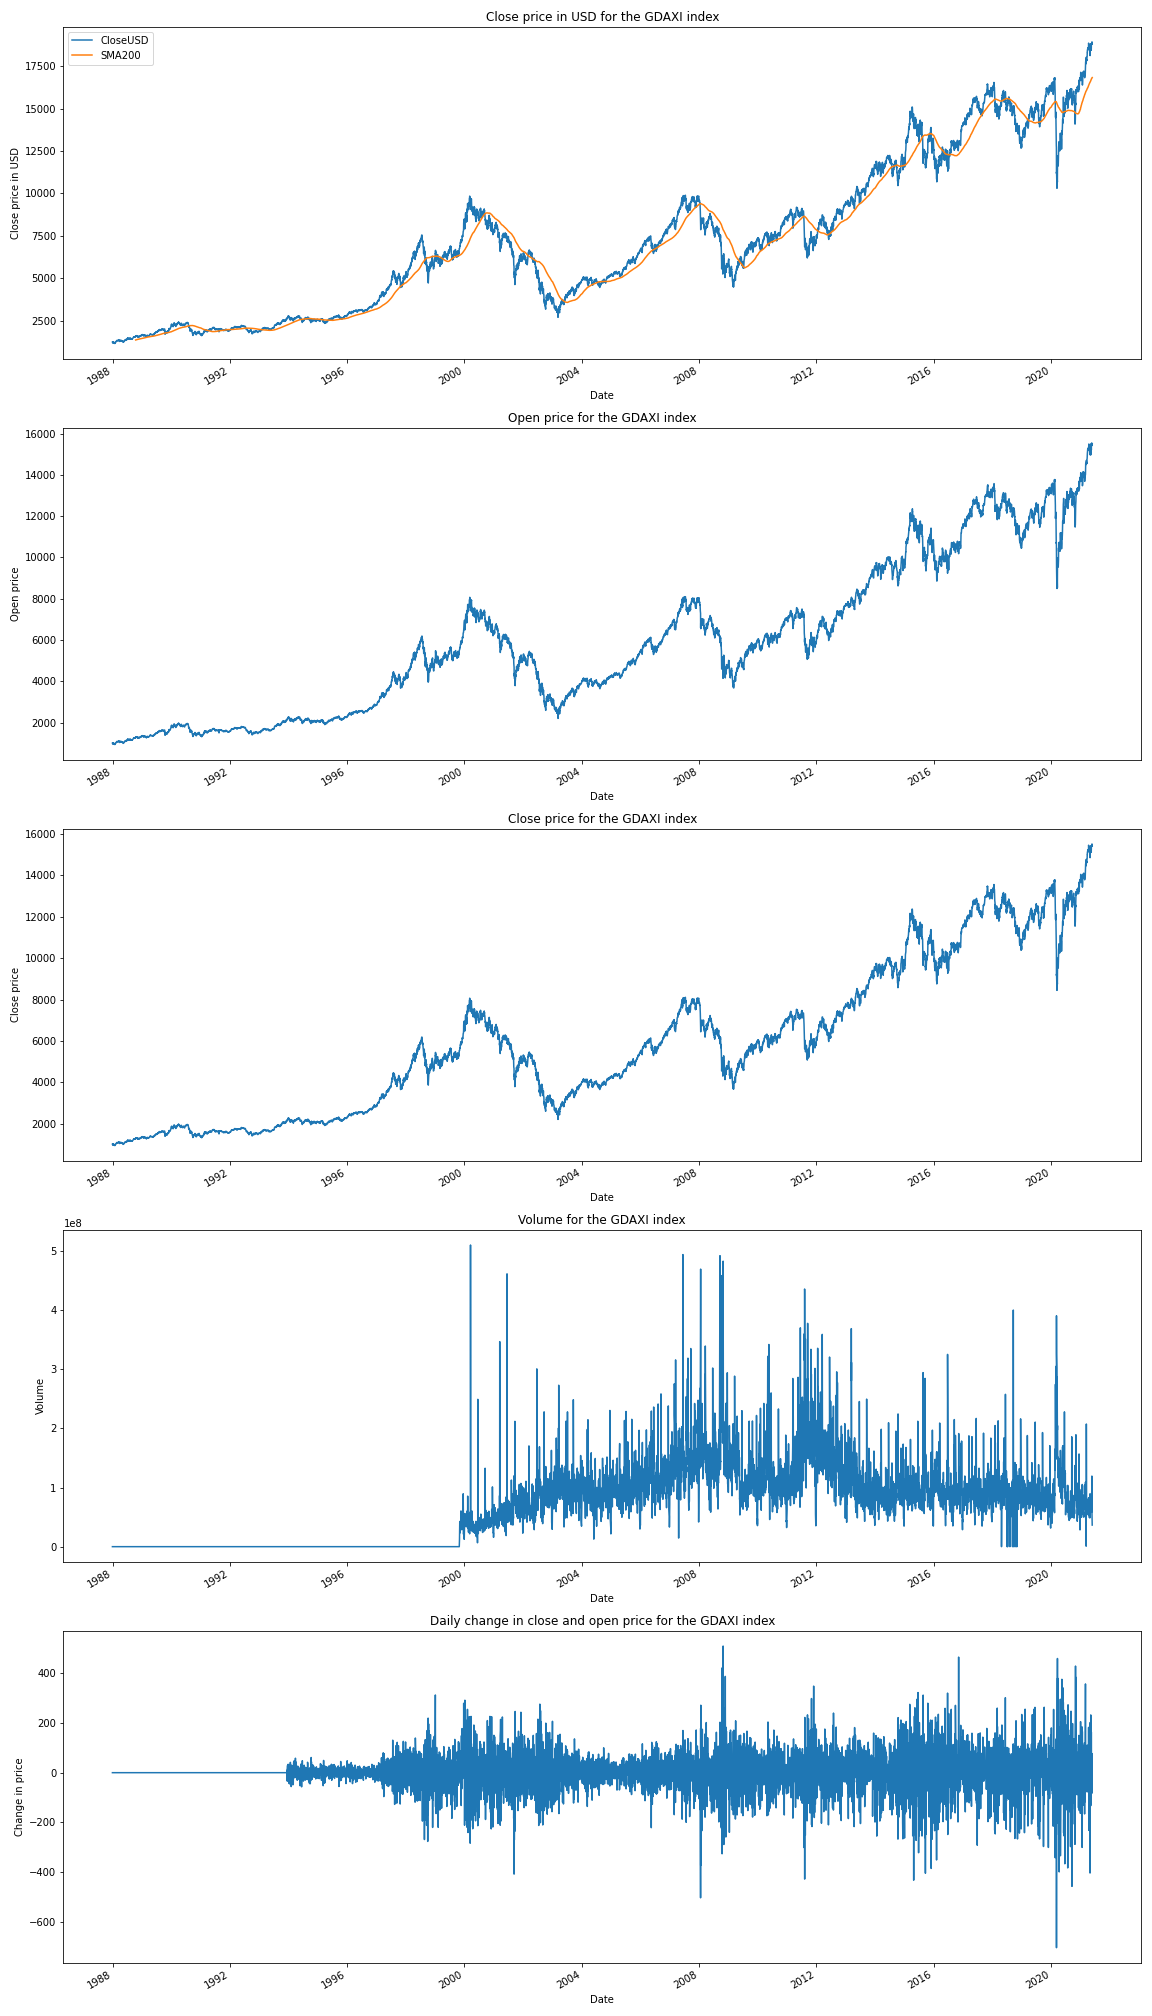 Close price in USD for the GDAXI index
CloseUSD
SMA200
17500
15000
12500
10000
7500
5000
2500
Close price in USD
1988 1992 1996 2000 2004 2008 2012 2016 2020
Date
Open price for the GDAXI index
16000
14000
12000
10000
8000
6000
4000
2000
Open price
1988 1992 1996 2000 2004 2008 2012 2016 2020
Date
Close price for the GDAXI index
16000
14000
12000
10000
8000
6000
4000
2000
Close price
1988 1992 1996 2000 2004 2008 2012 2016 2020
Date
Volume for the GDAXI index
1e8
5
4
3
2
1
0
Volume
1988 1992 1996 2000 2004 2008 2012 2016 2020
Date
Daily change in close and open price for the GDAXI index
400
200
0
−200
−400
−600
Change in price
1988 1992 1996 2000 2004 2008 2012 2016 2020
Date